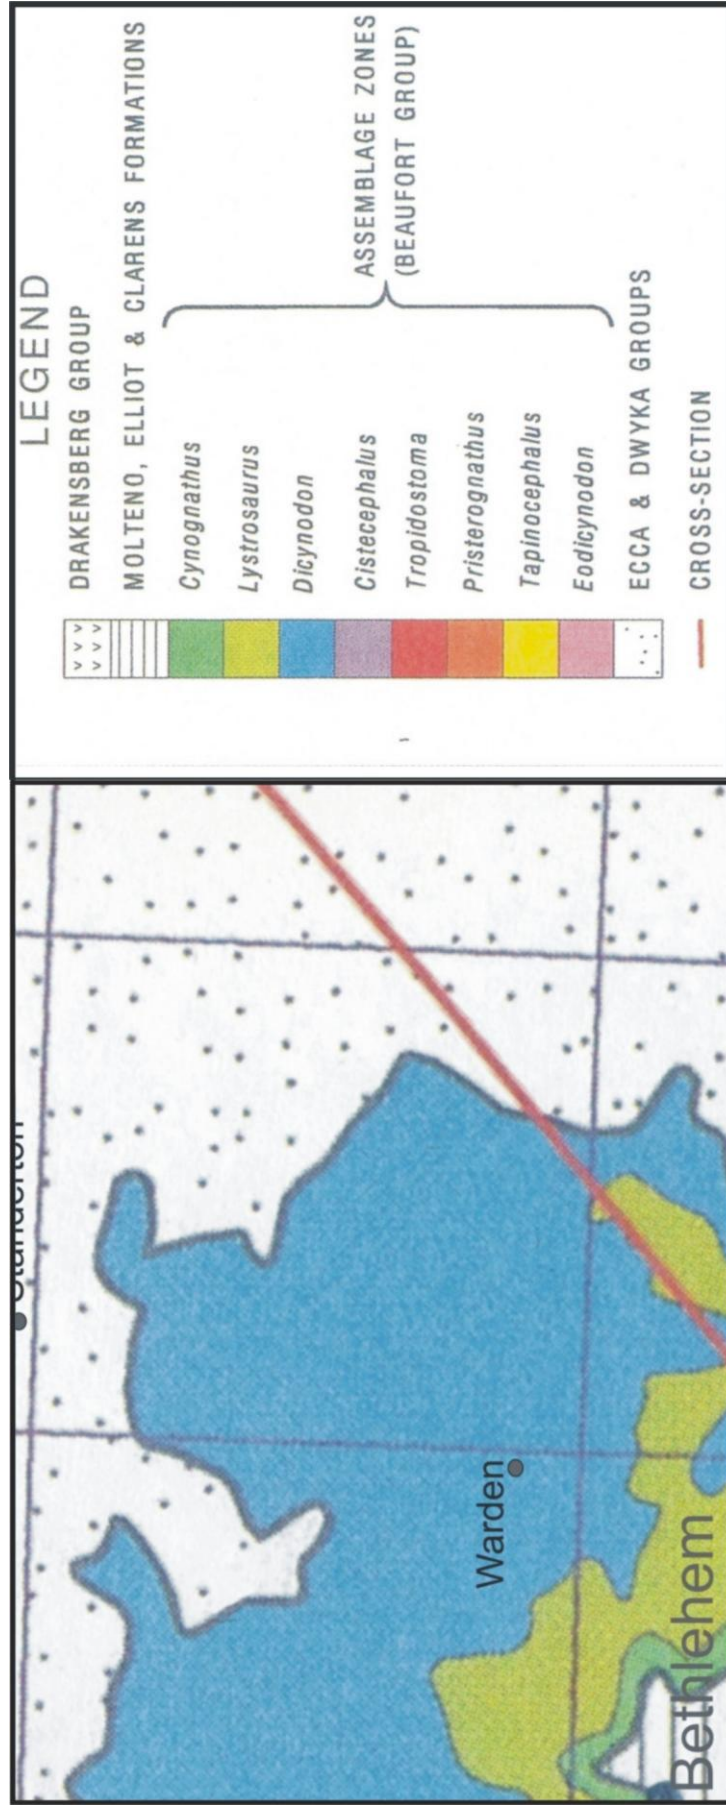 Standerton
Warden
Bethlehem
LEGEND
DRAKENSBERG GROUP
MOLTENO, ELLIOT & CLARENS FORMATIONS
Cynognathus
Lystrosaurus
Dicynodon
Cistecephalus
Tropidostoma
Pristerognathus
Tapinocephalus
Eodicynodon
ASSEMBLAGE ZONES
(BEAUFORT GROUP)
ECCA & DWYKA GROUPS
CROSS-SECTION